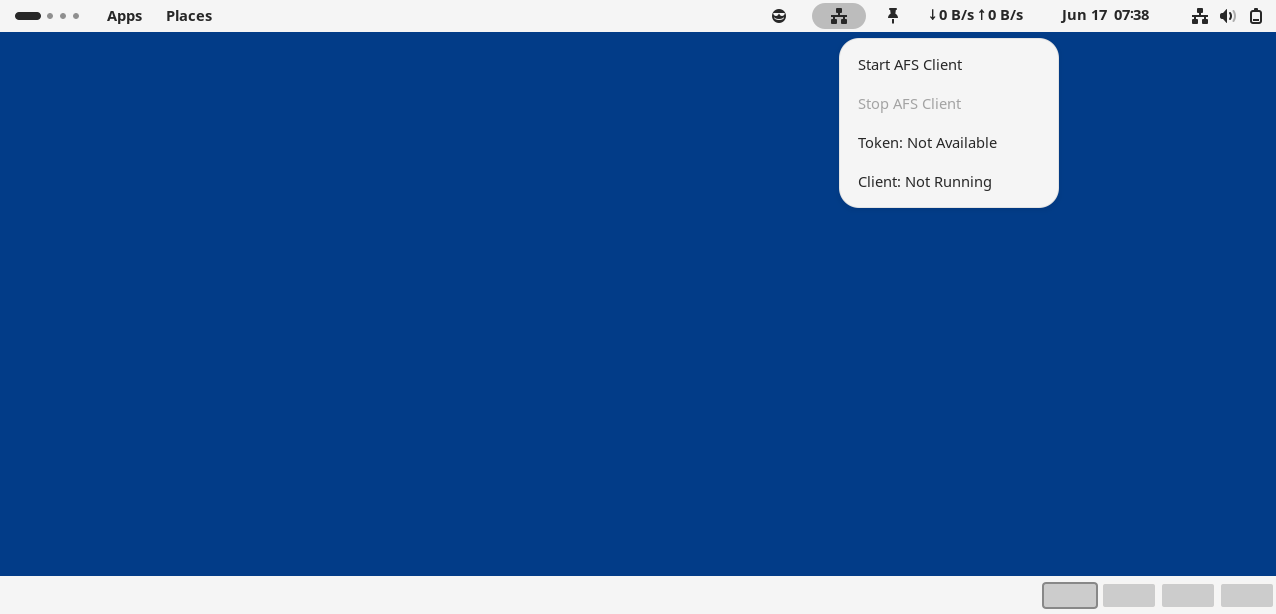 Apps Places ↓0 B/s ↑0 B/s Jun 17 07:38
Start AFS Client
Stop AFS Client
Token: Not Available
Client: Not Running